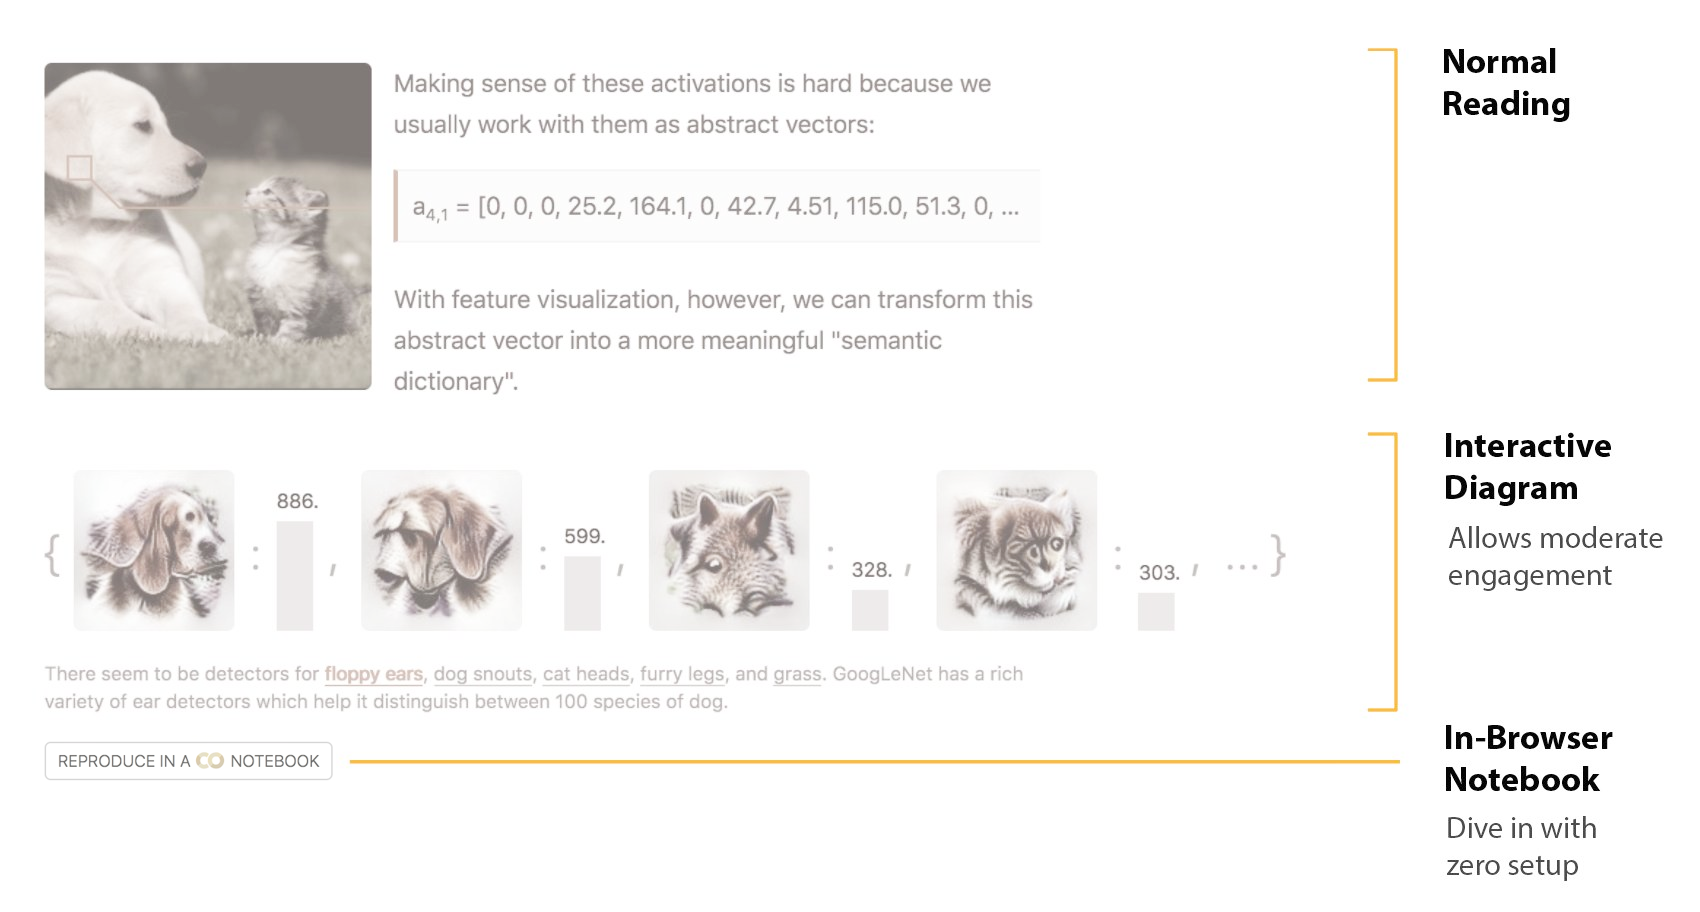 Making sense of these activations is hard because we
usually work with them as abstract vectors:
a4,1 = [0, 0, 0, 25.2, 164.1, 0, 42.7, 4.51, 115.0, 51.3, 0, ...
With feature visualization, however, we can transform this
abstract vector into a more meaningful "semantic
dictionary".
Normal
Reading
{ : 886. , : 599. , : 328. , : 303. , ... }
There seem to be detectors for floppy ears, dog snouts, cat heads, furry legs, and grass. GoogLeNet has a rich
variety of ear detectors which help it distinguish between 100 species of dog.
Interactive
Diagram
Allows moderate
engagement
REPRODUCE IN A CO NOTEBOOK
In-Browser
Notebook
Dive in with
zero setup